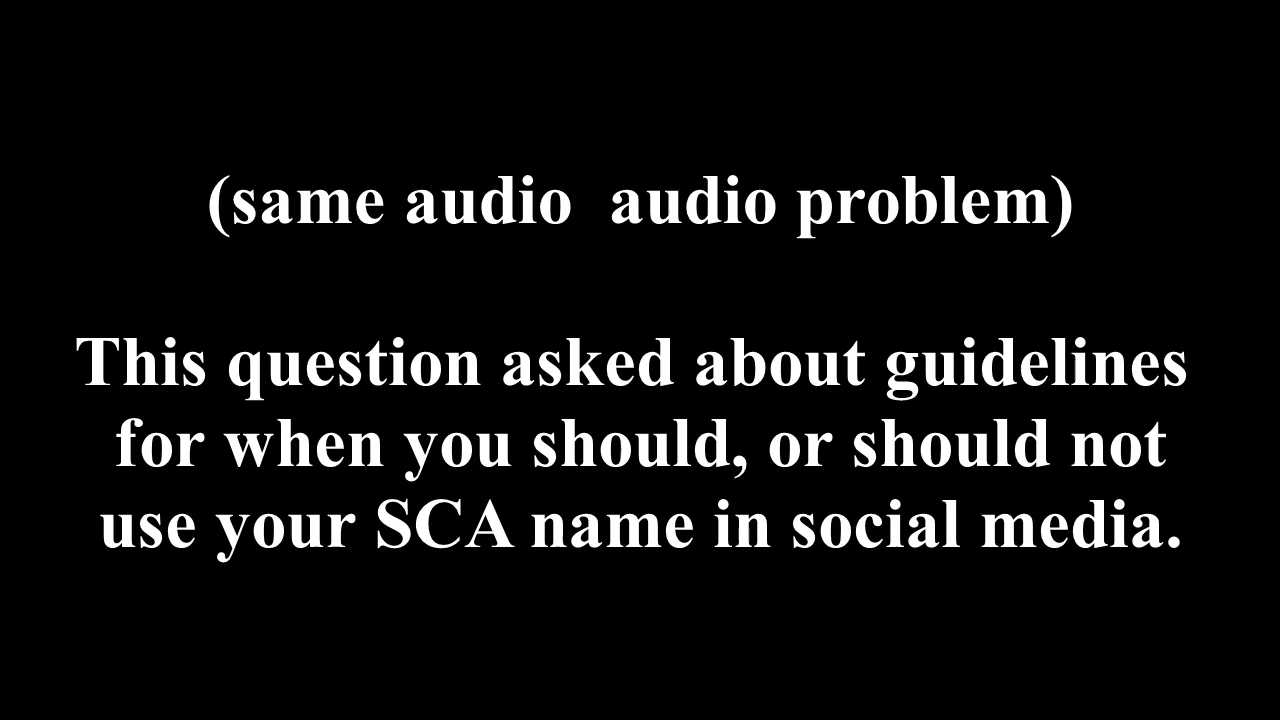 (same audio  audio problem)
This question asked about guidelines
for when you should, or should not
use your SCA name in social media.